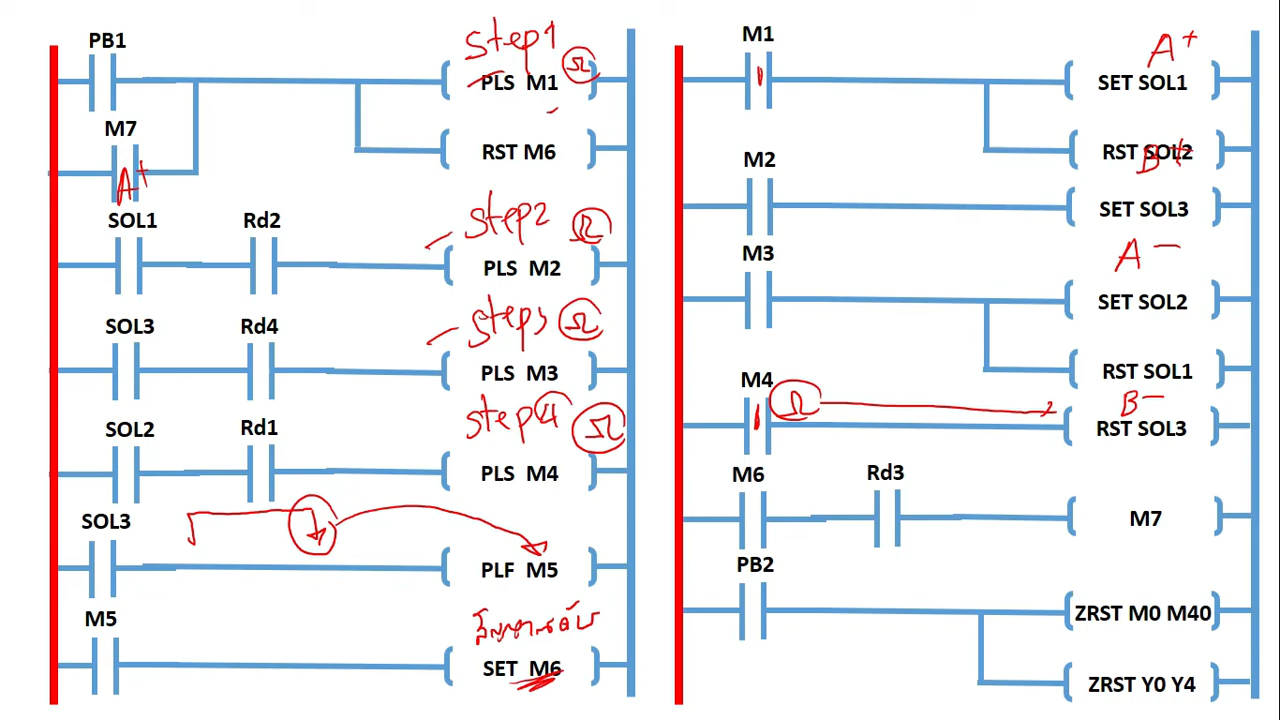 PB1
step1
PLS M1
M7
RST M6
A+
SOL1 Rd2
step2
PLS M2
SOL3 Rd4
step3
PLS M3
SOL2 Rd1
step4
PLS M4
SOL3
PLF M5
M5
SET M6
M1
A+
SET SOL1
RST SOL2
B+
M2
SET SOL3
M3
A−
SET SOL2
RST SOL1
M4
B−
RST SOL3
M6 Rd3
M7
PB2
ZRST M0 M40
ZRST Y0 Y4